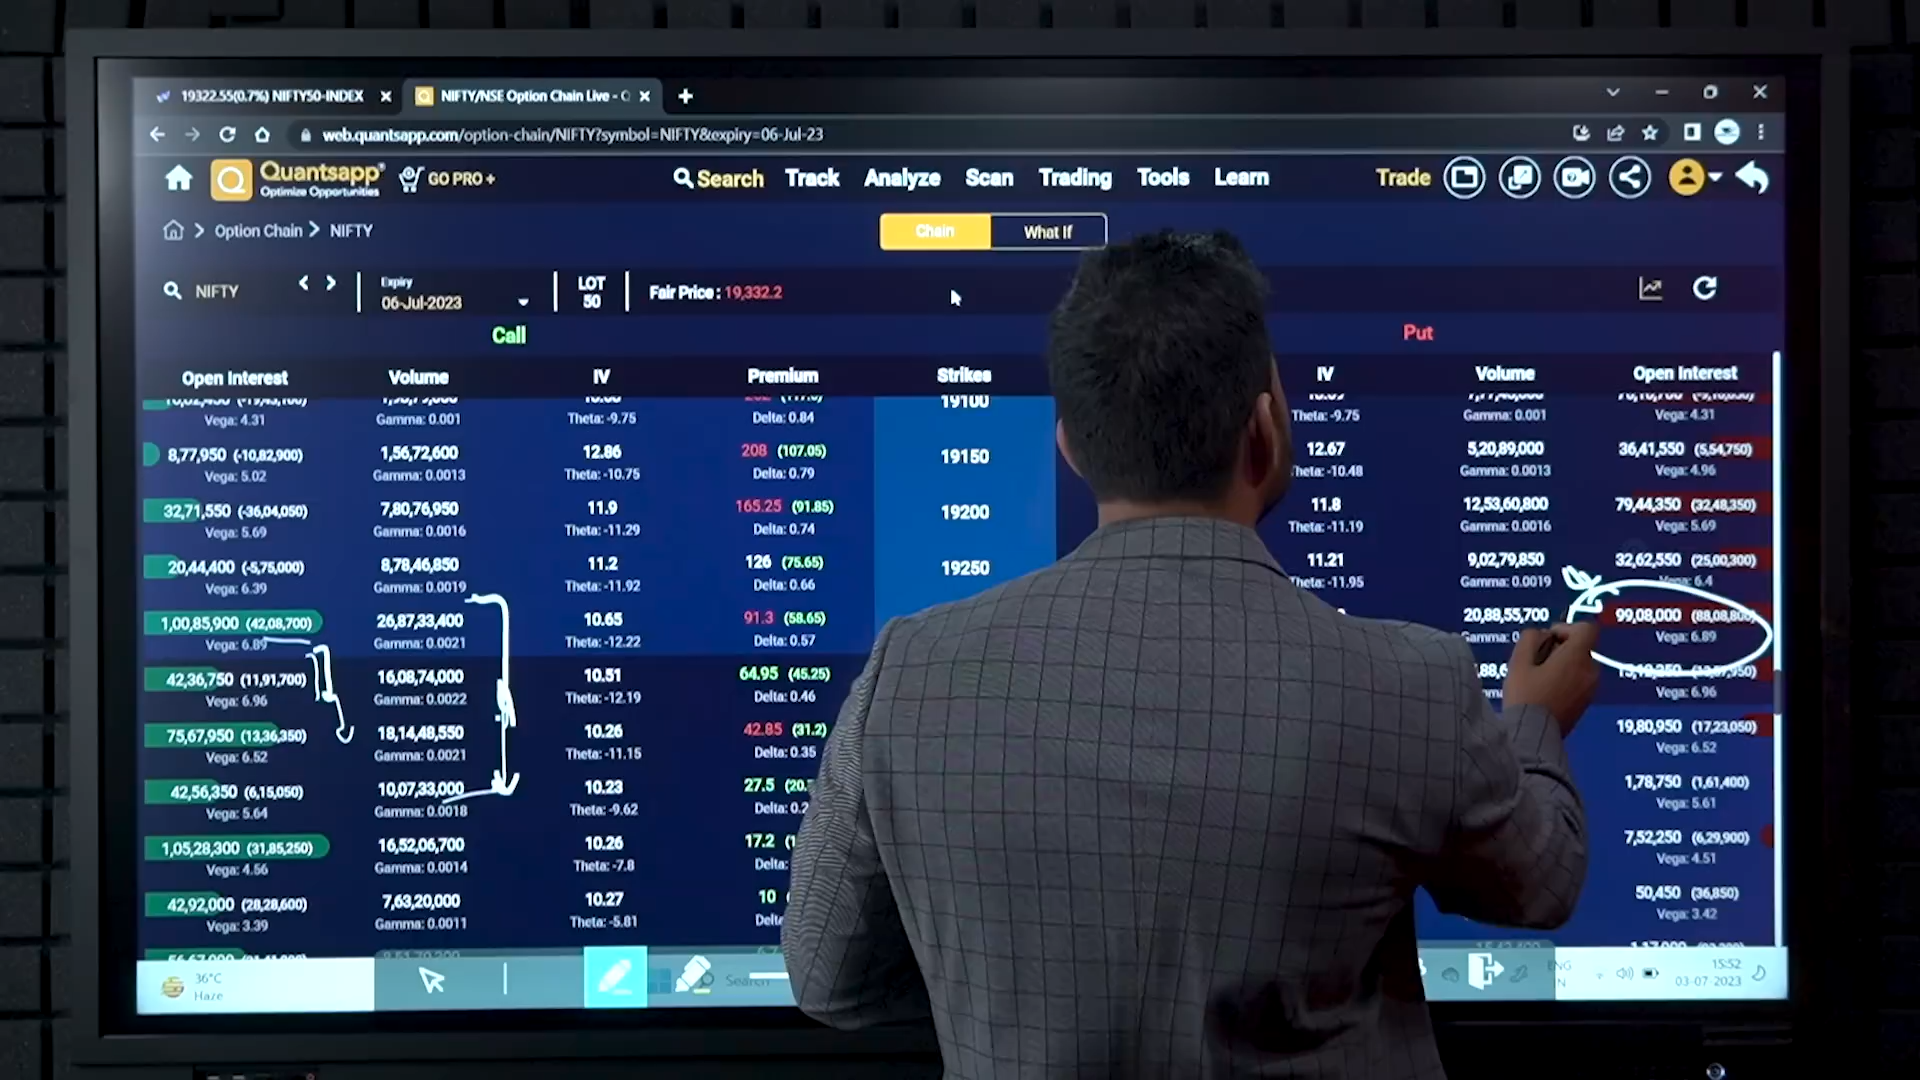 19322.55(0.7%) NIFTY50-INDEX
NIFTY/NSE Option Chain Live -
web.quantsapp.com/option-chain/NIFTY?symbol=NIFTY&expiry=06-Jul-23
Quantsapp
Optimize Opportunities
GO PRO +
Search Track Analyze Scan Trading Tools Learn
Trade
Option Chain > NIFTY
Chain What If
NIFTY
Expiry
06-Jul-2023
LOT
50
Fair Price : 19,332.2
Call Put
Open Interest Volume IV Premium Strikes IV Volume Open Interest
19100
Vega: 4.31 Gamma: 0.001 Theta: -9.75 Delta: 0.84 Theta: -9.75 Gamma: 0.001 Vega: 4.31
8,77,950 (-10,82,900) 1,56,72,600 12.86 208 (107.05) 19150 12.67 5,20,89,000 36,41,550 (5,54,750)
Vega: 5.02 Gamma: 0.0013 Theta: -10.75 Delta: 0.79 Theta: -10.48 Gamma: 0.0013 Vega: 4.96
32,71,550 (-36,04,050) 7,80,76,950 11.9 165.25 (91.85) 19200 11.8 12,53,60,800 79,44,350 (32,48,350)
Vega: 5.69 Gamma: 0.0016 Theta: -11.29 Delta: 0.74 Theta: -11.19 Gamma: 0.0016 Vega: 5.69
20,44,400 (-5,75,000) 8,78,46,850 11.2 126 (75.65) 19250 11.21 9,02,79,850 32,62,550 (25,00,300)
Vega: 6.39 Gamma: 0.0019 Theta: -11.92 Delta: 0.66 Theta: -11.95 Gamma: 0.0019 Vega: 6.4
1,00,85,900 (42,08,700) 26,87,33,400 10.65 91.3 (58.65) 20,88,55,700 99,08,000 (88,08,800)
Vega: 6.89 Gamma: 0.0021 Theta: -12.22 Delta: 0.57 Vega: 6.89
42,36,750 (11,91,700) 16,08,74,000 10.51 64.95 (45.25)
Vega: 6.96 Gamma: 0.0022 Theta: -12.19 Delta: 0.46 Vega: 6.96
75,67,950 (13,36,350) 18,14,48,550 10.26 42.85 (31.2) 19,80,950 (17,23,050)
Vega: 6.52 Gamma: 0.0021 Theta: -11.15 Delta: 0.35 Vega: 6.52
42,56,350 (6,15,050) 10,07,33,000 10.23 27.5 1,78,750 (1,61,400)
Vega: 5.64 Gamma: 0.0018 Theta: -9.62 Vega: 5.61
1,05,28,300 (31,85,250) 16,52,06,700 10.26 17.2 7,52,250 (6,29,900)
Vega: 4.56 Gamma: 0.0014 Theta: -7.8 Delta: Vega: 4.51
42,92,000 (28,28,600) 7,63,20,000 10.27 10 50,450 (36,850)
Vega: 3.39 Gamma: 0.0011 Theta: -5.81 Vega: 3.42
36°C
Haze
Search
ENG
IN
15:52
03-07-2023